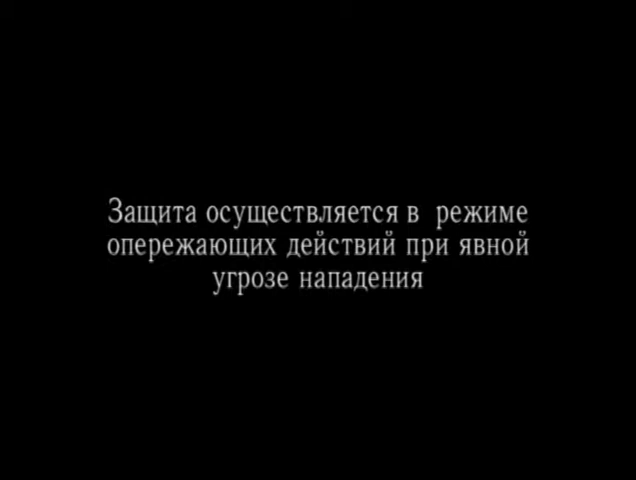 Защита осуществляется в режиме
опережающих действий при явной
угрозе нападения